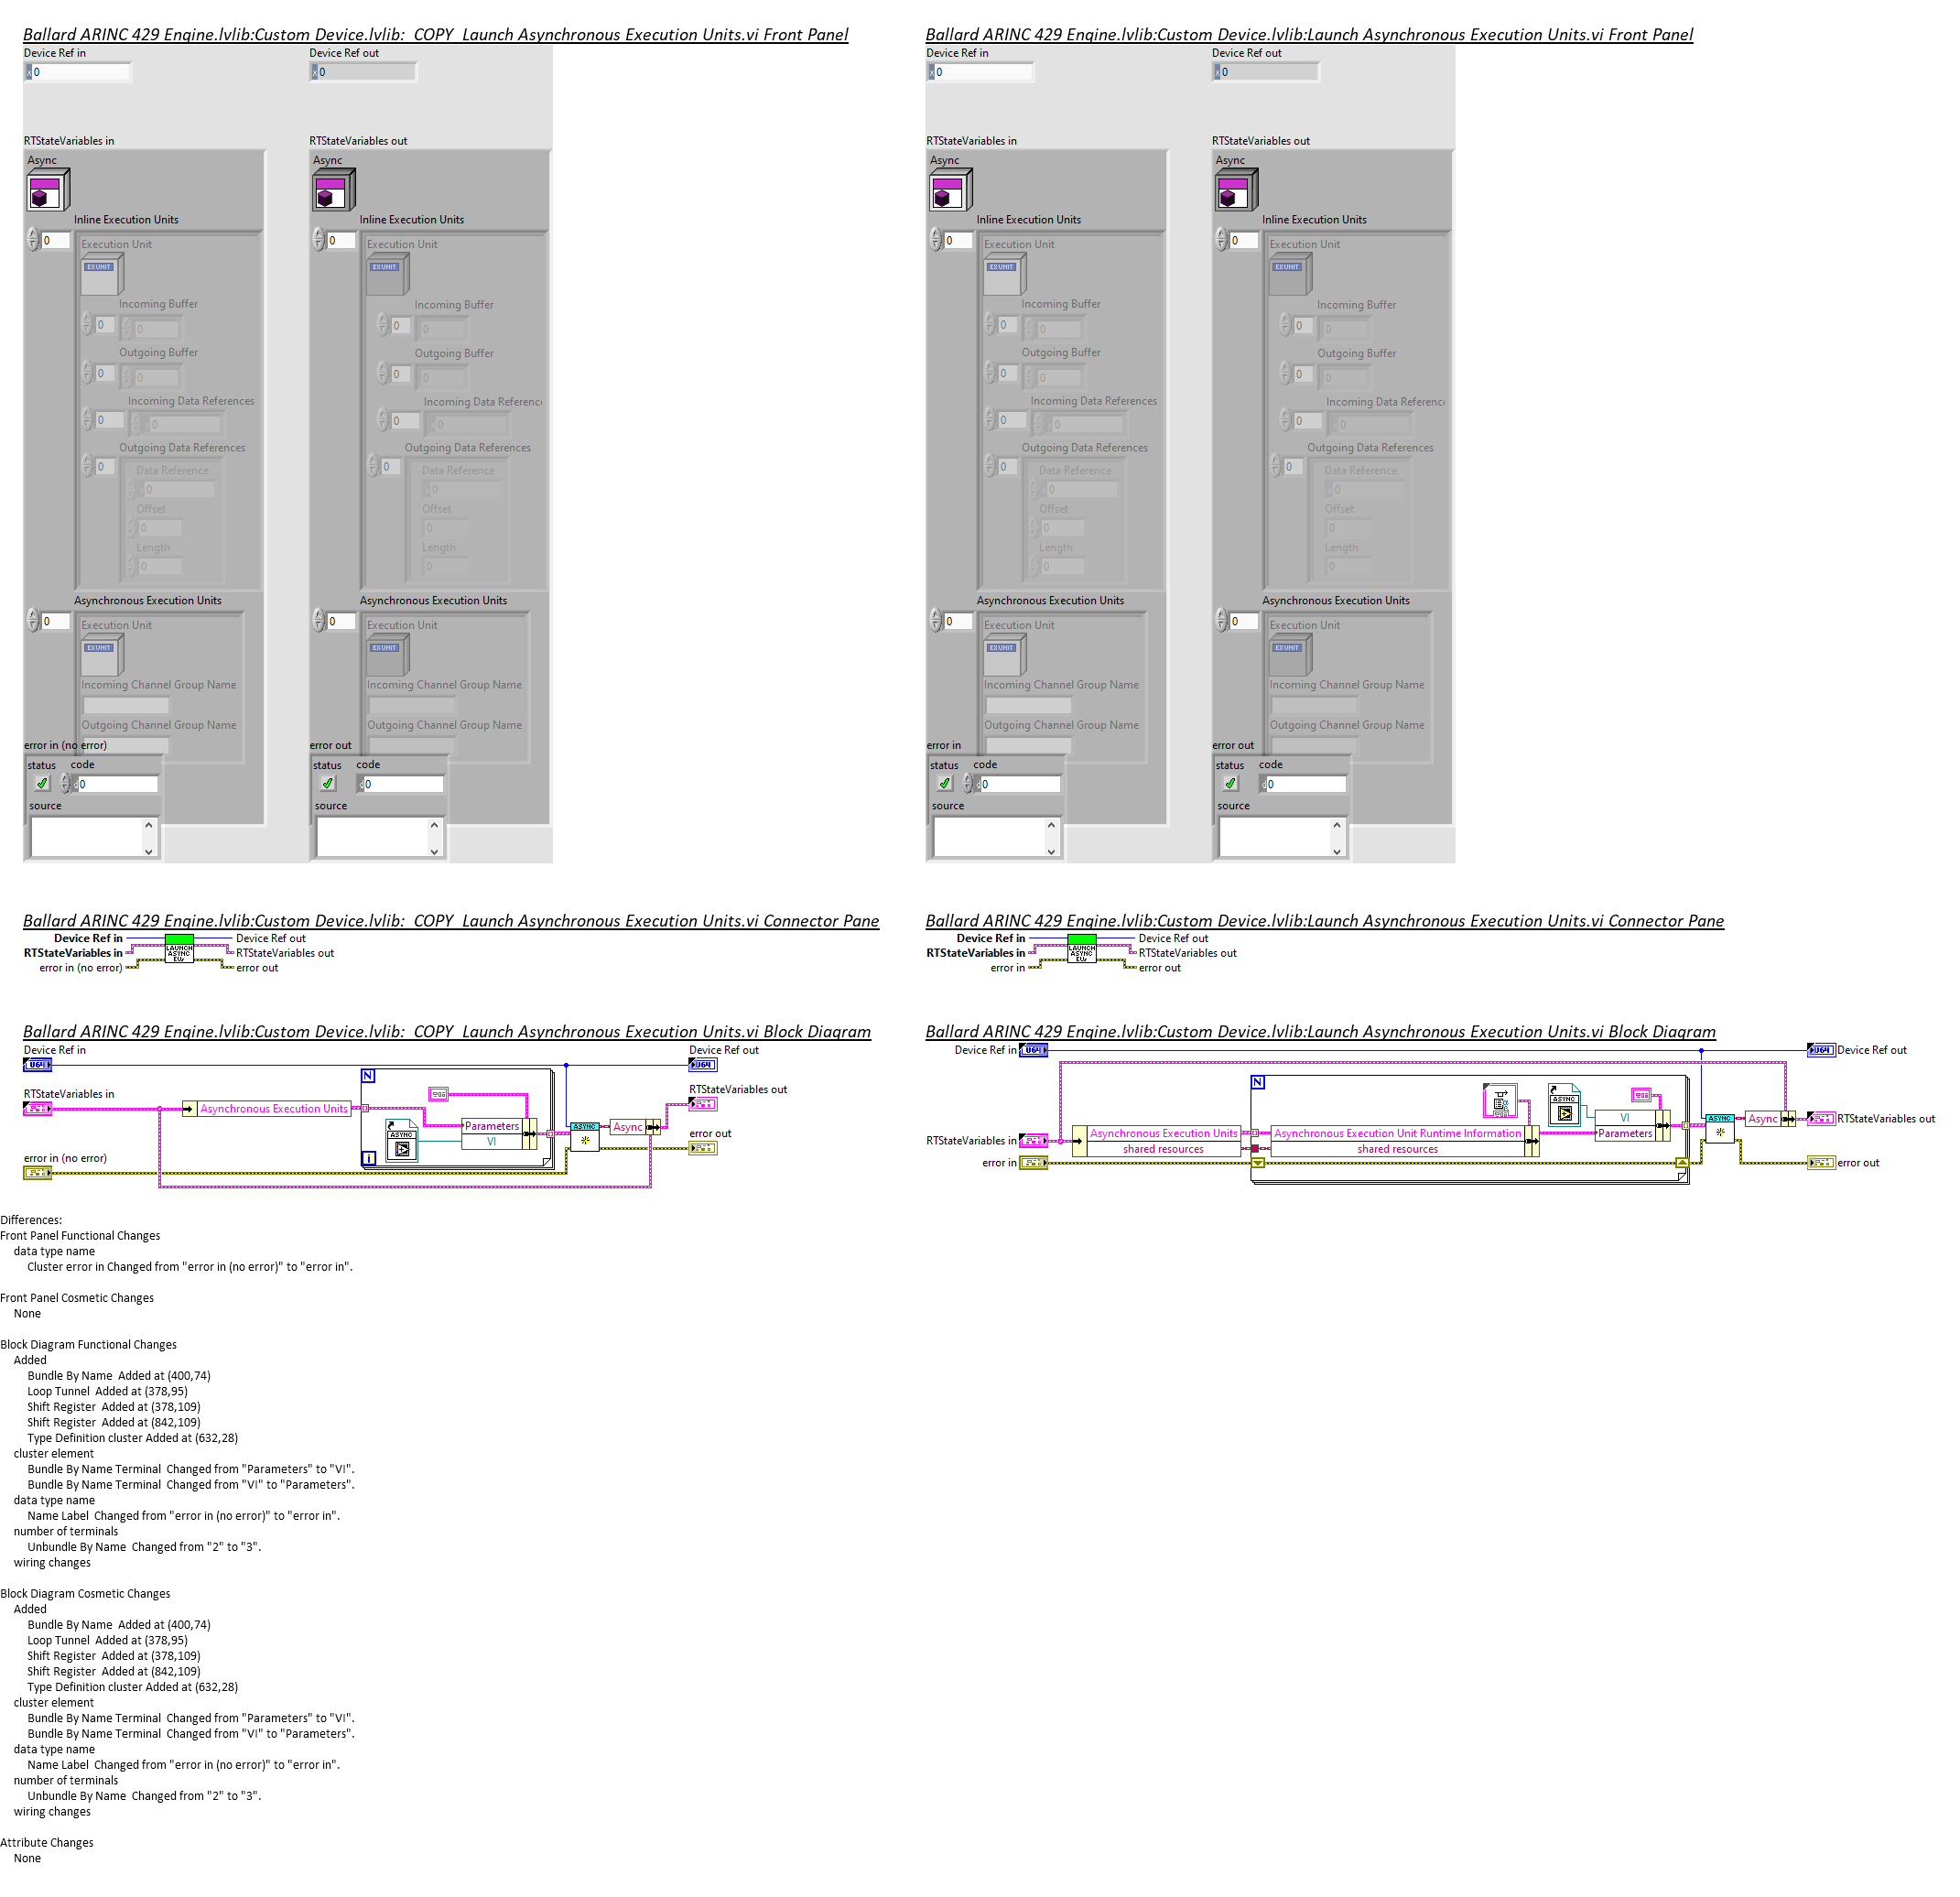 Ballard ARINC 429 Engine.lvlib:Custom Device.lvlib:_COPY_Launch Asynchronous Execution Units.vi Front Panel
Device Ref in
Device Ref out
x 0
x 0
RTStateVariables in
RTStateVariables out
Async
Async
Inline Execution Units
Inline Execution Units
0
Execution Unit
0
Execution Unit
EX UNIT
EX UNIT
Incoming Buffer
Incoming Buffer
0 0
0 0
Outgoing Buffer
Outgoing Buffer
0 0
0 0
Incoming Data References
Incoming Data Referenc
0 0
0 0
Outgoing Data References
Outgoing Data References
0
Data Reference
0
Data Reference
0
0
Offset
Offset
0
0
Length
Length
0
0
Asynchronous Execution Units
Asynchronous Execution Units
0
Execution Unit
0
Execution Unit
EX UNIT
EX UNIT
Incoming Channel Group Name
Incoming Channel Group Name
Outgoing Channel Group Name
Outgoing Channel Group Name
error in (no error)
error out
status code
status code
d 0
d 0
source
source
Ballard ARINC 429 Engine.lvlib:Custom Device.lvlib:Launch Asynchronous Execution Units.vi Front Panel
Device Ref in
Device Ref out
x 0
x 0
RTStateVariables in
RTStateVariables out
Async
Async
Inline Execution Units
Inline Execution Units
0
Execution Unit
0
Execution Unit
EX UNIT
EX UNIT
Incoming Buffer
Incoming Buffer
0 0
0 0
Outgoing Buffer
Outgoing Buffer
0 0
0 0
Incoming Data References
Incoming Data Referenc
0 0
0 0
Outgoing Data References
Outgoing Data References
0
Data Reference
0
Data Reference
0
0
Offset
Offset
0
0
Length
Length
0
0
Asynchronous Execution Units
Asynchronous Execution Units
0
Execution Unit
0
Execution Unit
EX UNIT
EX UNIT
Incoming Channel Group Name
Incoming Channel Group Name
Outgoing Channel Group Name
Outgoing Channel Group Name
error in
error out
status code
status code
d 0
d 0
source
source
Ballard ARINC 429 Engine.lvlib:Custom Device.lvlib:_COPY_Launch Asynchronous Execution Units.vi Connector Pane
Device Ref in
Device Ref out
RTStateVariables in
RTStateVariables out
error in (no error)
error out
LAUNCH
ASYNC
EUs
Ballard ARINC 429 Engine.lvlib:Custom Device.lvlib:Launch Asynchronous Execution Units.vi Connector Pane
Device Ref in
Device Ref out
RTStateVariables in
RTStateVariables out
error in
error out
LAUNCH
ASYNC
EUs
Ballard ARINC 429 Engine.lvlib:Custom Device.lvlib:_COPY_Launch Asynchronous Execution Units.vi Block Diagram
Device Ref in
Device Ref out
U64
U64
N
RTStateVariables in
RTStateVariables out
Asynchronous Execution Units
Parameters
VI
ASYNC
ASYNC
Async
error out
error in (no error)
i
Ballard ARINC 429 Engine.lvlib:Custom Device.lvlib:Launch Asynchronous Execution Units.vi Block Diagram
Device Ref in
U64
U64
Device Ref out
N
ASYNC
VI
Parameters
ASYNC
Async
RTStateVariables out
RTStateVariables in
Asynchronous Execution Units
Asynchronous Execution Unit Runtime Information
shared resources
shared resources
error in
error out
Differences:
Front Panel Functional Changes
data type name
Cluster error in Changed from "error in (no error)" to "error in".
Front Panel Cosmetic Changes
None
Block Diagram Functional Changes
Added
Bundle By Name  Added at (400,74)
Loop Tunnel  Added at (378,95)
Shift Register  Added at (378,109)
Shift Register  Added at (842,109)
Type Definition cluster Added at (632,28)
cluster element
Bundle By Name Terminal  Changed from "Parameters" to "VI".
Bundle By Name Terminal  Changed from "VI" to "Parameters".
data type name
Name Label  Changed from "error in (no error)" to "error in".
number of terminals
Unbundle By Name  Changed from "2" to "3".
wiring changes
Block Diagram Cosmetic Changes
Added
Bundle By Name  Added at (400,74)
Loop Tunnel  Added at (378,95)
Shift Register  Added at (378,109)
Shift Register  Added at (842,109)
Type Definition cluster Added at (632,28)
cluster element
Bundle By Name Terminal  Changed from "Parameters" to "VI".
Bundle By Name Terminal  Changed from "VI" to "Parameters".
data type name
Name Label  Changed from "error in (no error)" to "error in".
number of terminals
Unbundle By Name  Changed from "2" to "3".
wiring changes
Attribute Changes
None